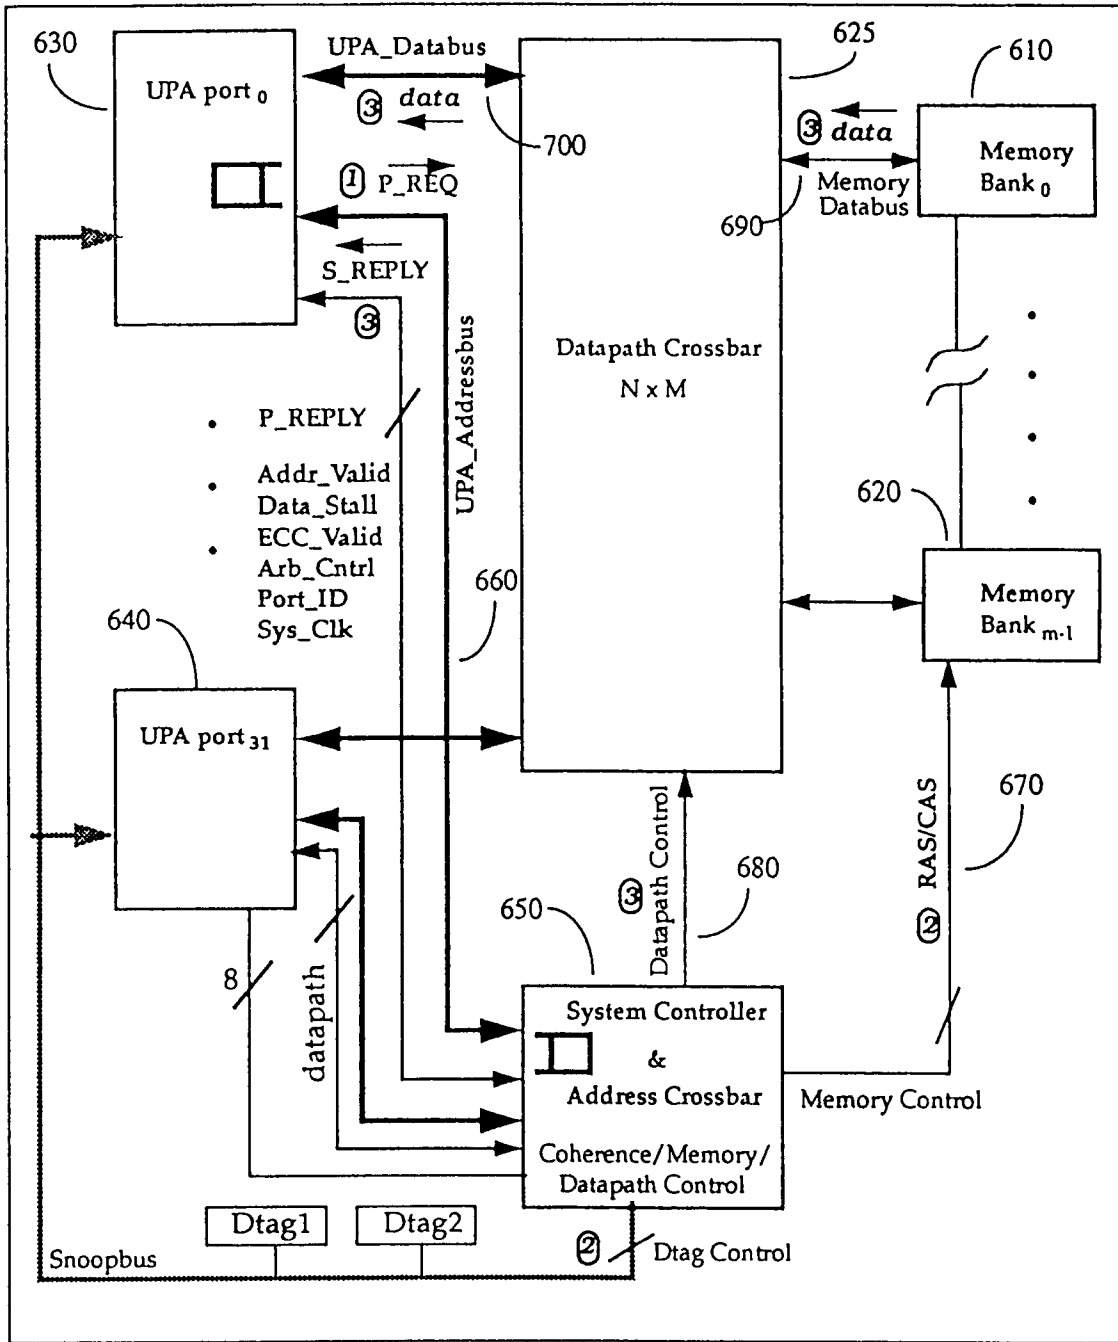 630
UPA_Databus
625
610
UPA port 0
3 data
700
3 data
Memory
Bank 0
1 P_REQ
Memory
Databus
690
S_REPLY
3
Datapath Crossbar
N x M
UPA_Addressbus
• P_REPLY
• Addr_Valid
Data_Stall
• ECC_Valid
Arb_Cntrl
Port_ID
Sys_Clk
660
620
Memory
Bank m-1
640
UPA port 31
3 Datapath Control
680
2 RAS/CAS
670
650
8
datapath
System Controller
&
Address Crossbar
Memory Control
Coherence/Memory/
Datapath Control
Dtag1
Dtag2
Snoopbus
2
Dtag Control